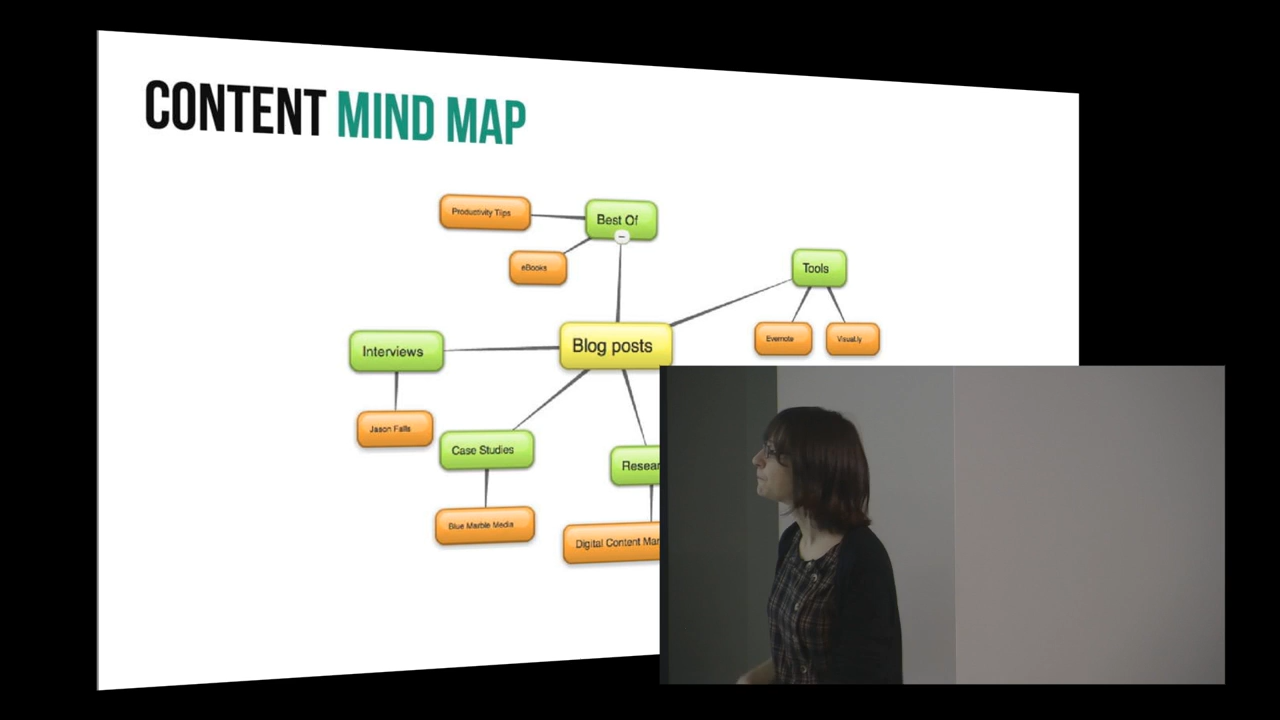 CONTENT MIND MAP
Productivity Tips
Best Of
eBooks
Tools
Evernote
Visual.ly
Blog posts
Interviews
Jason Falls
Case Studies
Blue Marble Media
Digital Content